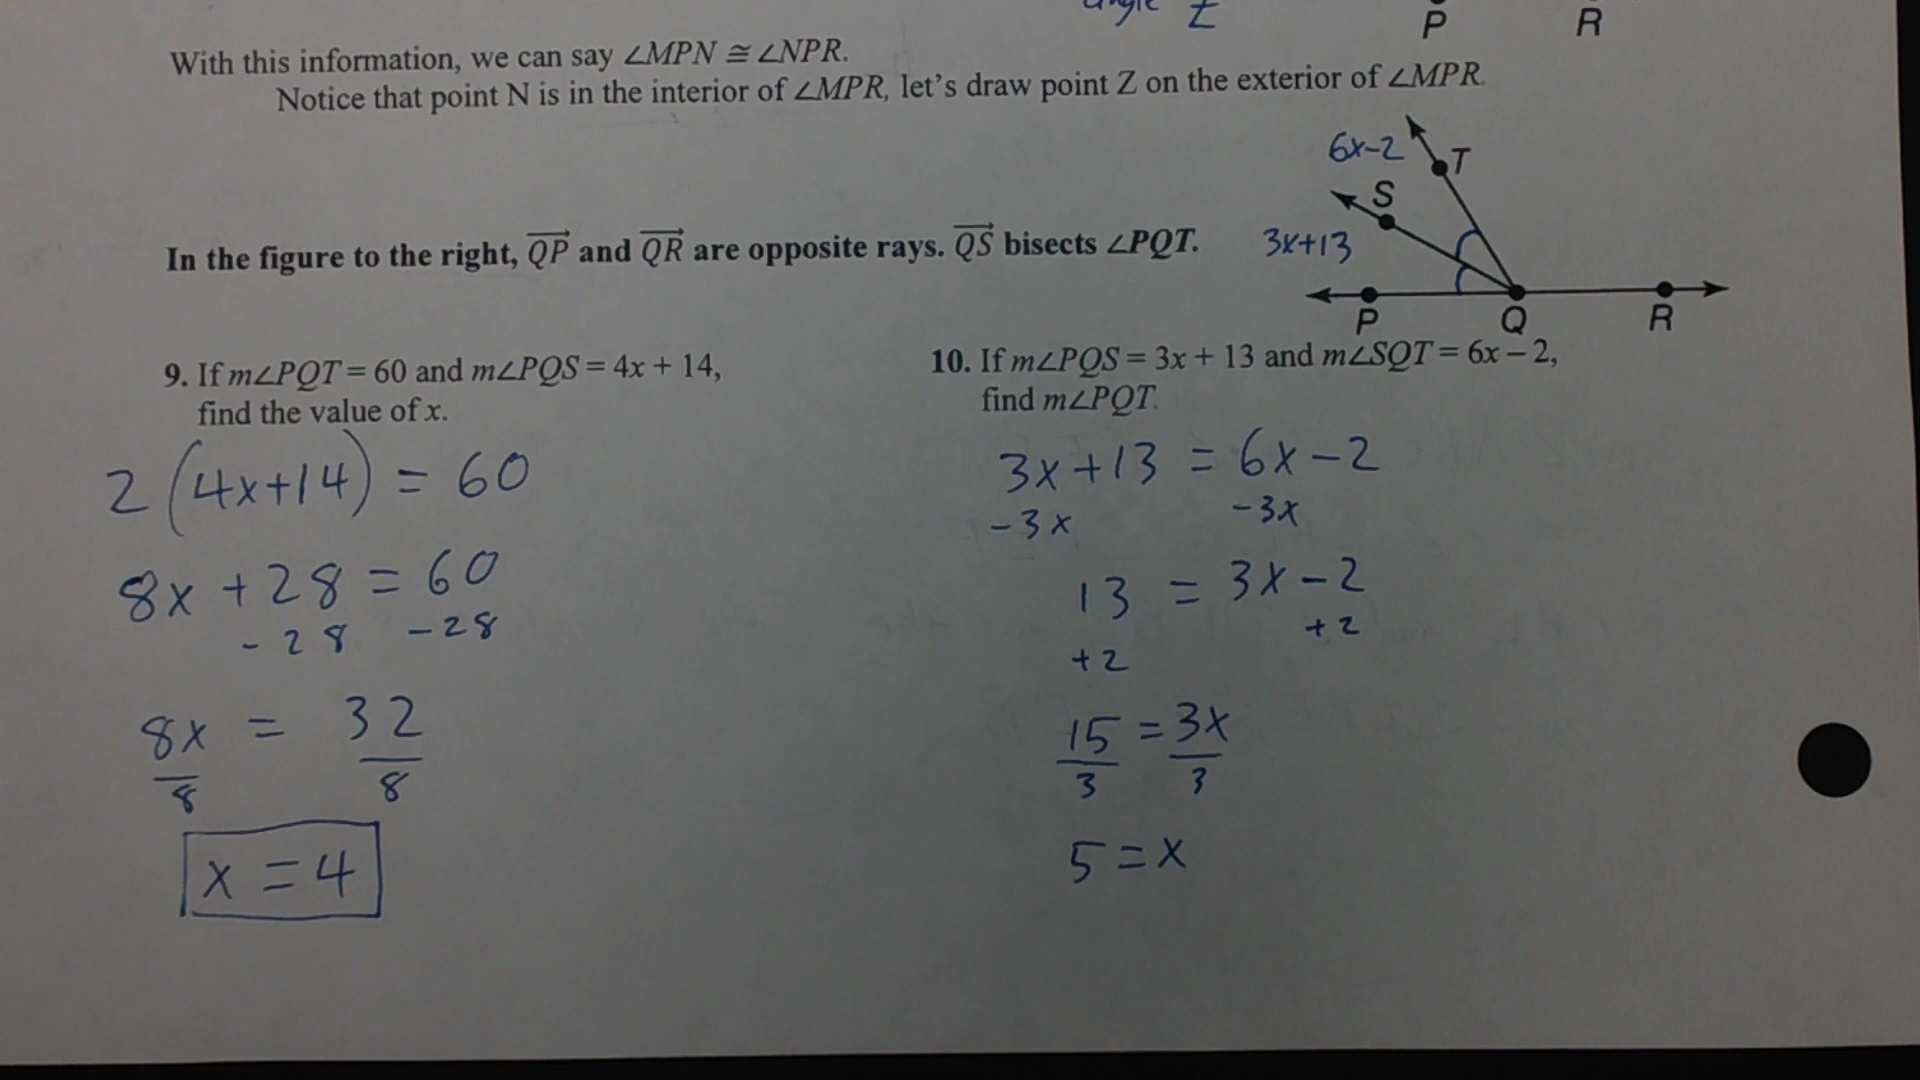 angle Z
P R
With this information, we can say ∠MPN ≅ ∠NPR.
Notice that point N is in the interior of ∠MPR, let's draw point Z on the exterior of ∠MPR.
6x-2
T
S
In the figure to the right, QP and QR are opposite rays. QS bisects ∠PQT.
3x+13
P Q R
9. If m∠PQT = 60 and m∠PQS = 4x + 14,
find the value of x.
2(4x+14) = 60
8x + 28 = 60
- 28 - 28
8x = 32
8 8
x = 4
10. If m∠PQS = 3x + 13 and m∠SQT = 6x – 2,
find m∠PQT.
3x+13 = 6x-2
-3x -3x
13 = 3x-2
+2 +2
15 = 3x
3 3
5 = x